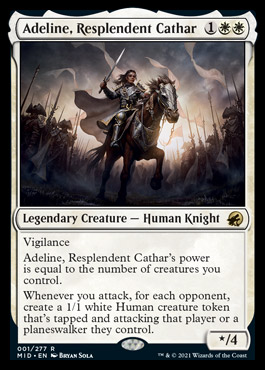 Adeline, Resplendent Cathar 1
Legendary Creature — Human Knight
Vigilance
Adeline, Resplendent Cathar's power
is equal to the number of creatures you
control.
Whenever you attack, for each opponent,
create a 1/1 white Human creature token
that's tapped and attacking that player or a
planeswalker they control.
*/4
001/277 R
MID • EN BRYAN SOLA
™ & © 2021 Wizards of the Coast